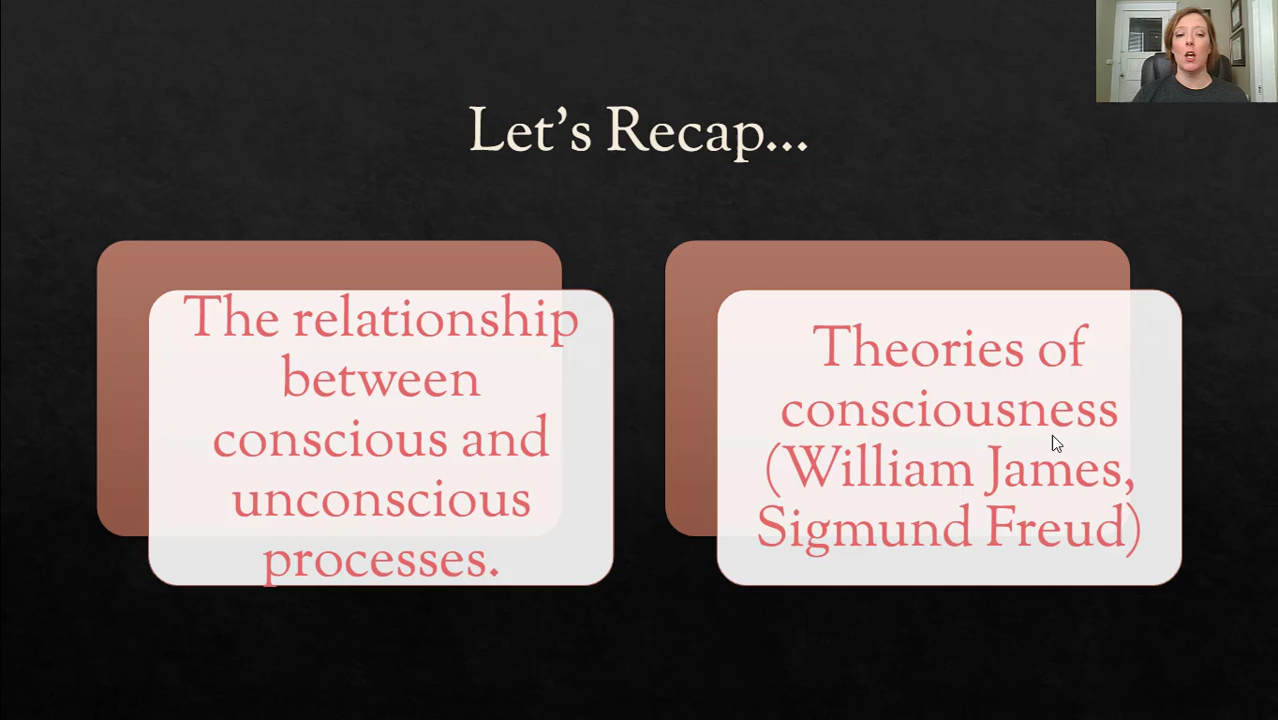 Let's Recap...
The relationship
between
conscious and
unconscious
processes.
Theories of
consciousness
(William James,
Sigmund Freud)